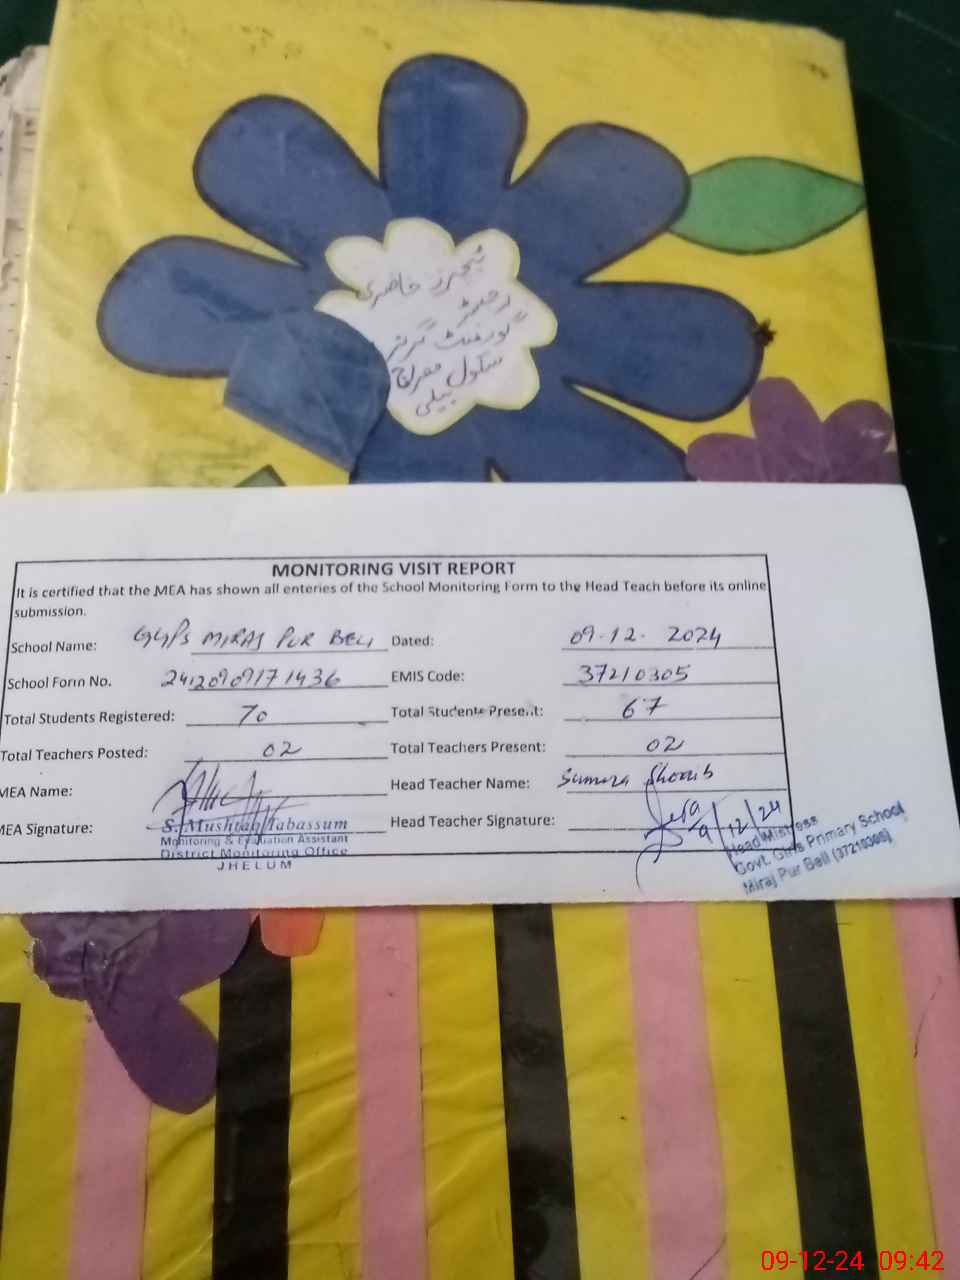 ٹیچرز حاضری
رجسٹر
گورنمنٹ گرلز
سکول معراج
بیلی
MONITORING VISIT REPORT
It is certified that the MEA has shown all enteries of the School Monitoring Form to the Head Teach before its online
submission.
School Name: GGPS MIRAJ PUR BELI Dated: 09-12-2024
School Form No. 24120909171436 EMIS Code: 37210305
Total Students Registered: 70 Total Students Present: 67
Total Teachers Posted: 02 Total Teachers Present: 02
MEA Name: Head Teacher Name: Sumera Shoaib
MEA Signature: S. Mushtaq Tabassum Head Teacher Signature: 9/12/24
Monitoring & Evaluation Assistant
District Monitoring Office
JHELUM
Head Mistress
Govt. Girls Primary School
Miraj Pur Beli (37210305)
09-12-24 09:42